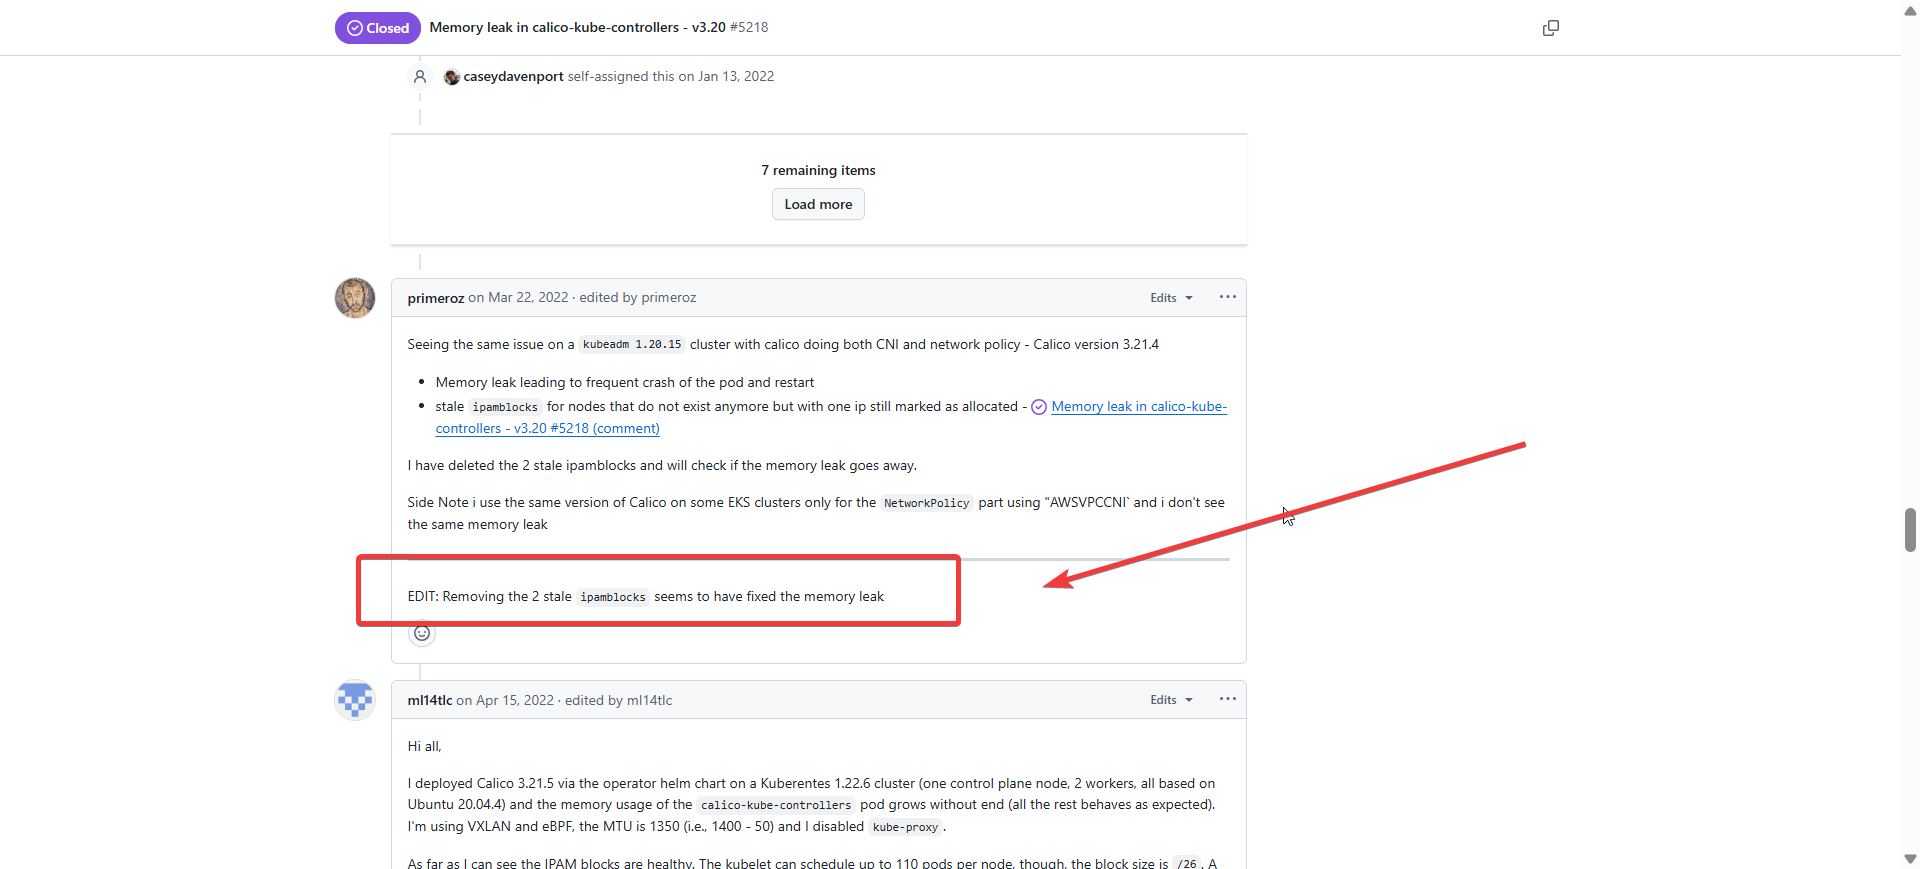 Closed Memory leak in calico-kube-controllers - v3.20 #5218
caseydavenport self-assigned this on Jan 13, 2022
7 remaining items
Load more
primeroz on Mar 22, 2022 · edited by primeroz Edits
Seeing the same issue on a kubeadm 1.20.15 cluster with calico doing both CNI and network policy - Calico version 3.21.4
Memory leak leading to frequent crash of the pod and restart
stale ipamblocks for nodes that do not exist anymore but with one ip still marked as allocated - Memory leak in calico-kube-
controllers - v3.20 #5218 (comment)
I have deleted the 2 stale ipamblocks and will check if the memory leak goes away.
Side Note i use the same version of Calico on some EKS clusters only for the NetworkPolicy part using "AWSVPCCNI` and i don't see
the same memory leak
EDIT: Removing the 2 stale ipamblocks seems to have fixed the memory leak
ml14tlc on Apr 15, 2022 · edited by ml14tlc Edits
Hi all,
I deployed Calico 3.21.5 via the operator helm chart on a Kuberentes 1.22.6 cluster (one control plane node, 2 workers, all based on
Ubuntu 20.04.4) and the memory usage of the calico-kube-controllers pod grows without end (all the rest behaves as expected).
I'm using VXLAN and eBPF, the MTU is 1350 (i.e., 1400 - 50) and I disabled kube-proxy.
As far as I can see the IPAM blocks are healthy. The kubelet can schedule up to 110 pods per node, though, the block size is /26. A